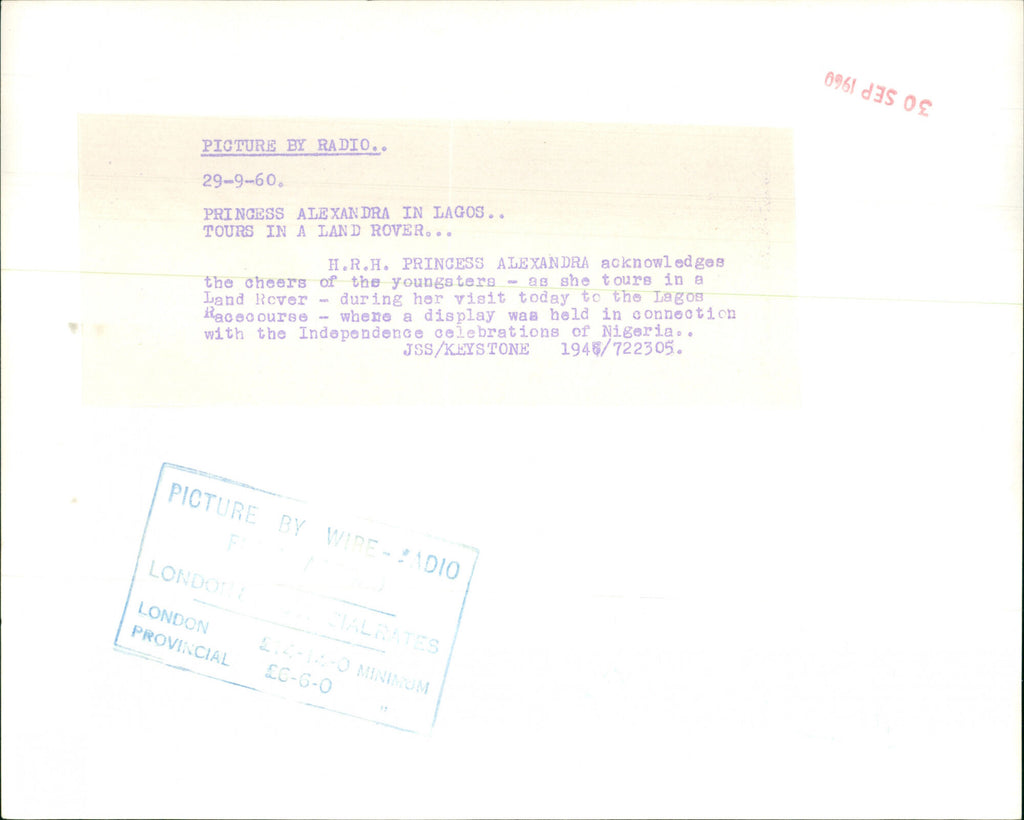 30 SEP 1960
PICTURE BY RADIO..
29-9-60.
PRINCESS ALEXANDRA IN LAGOS..
TOURS IN A LAND ROVER...
H.R.H. PRINCESS ALEXANDRA acknowledges
the cheers of the youngsters - as she tours in a
Land Rover - during her visit today to the Lagos
Racecourse - where a display was held in connection
with the Independence celebrations of Nigeria..
JSS/KEYSTONE 1948/722305.
PICTURE BY WIRE-RADIO
LONDON RATES
LONDON MINIMUM
PROVINCIAL £6-6-0 "